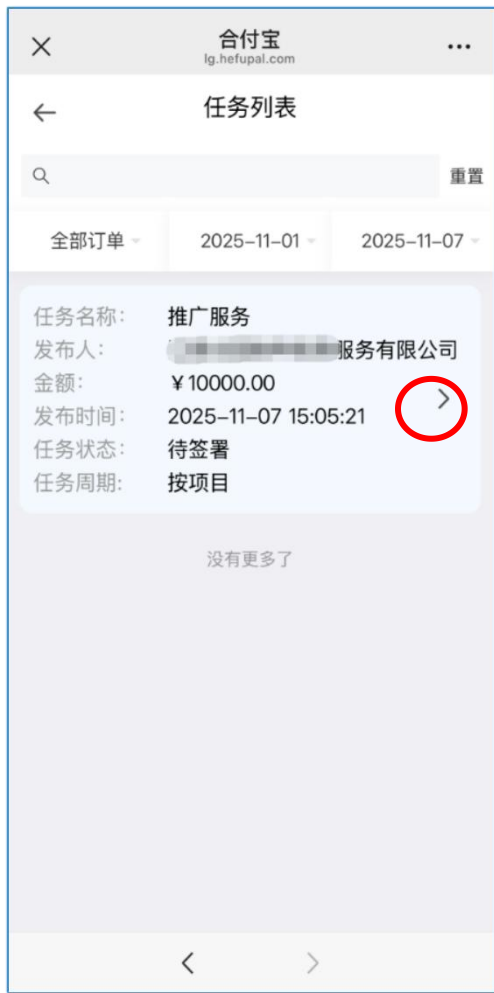 合付宝
lg.hefupal.com
任务列表
重置
全部订单 2025-11-01 2025-11-07
任务名称: 推广服务
发布人: 服务有限公司
金额: ¥10000.00
发布时间: 2025-11-07 15:05:21
任务状态: 待签署
任务周期: 按项目
没有更多了